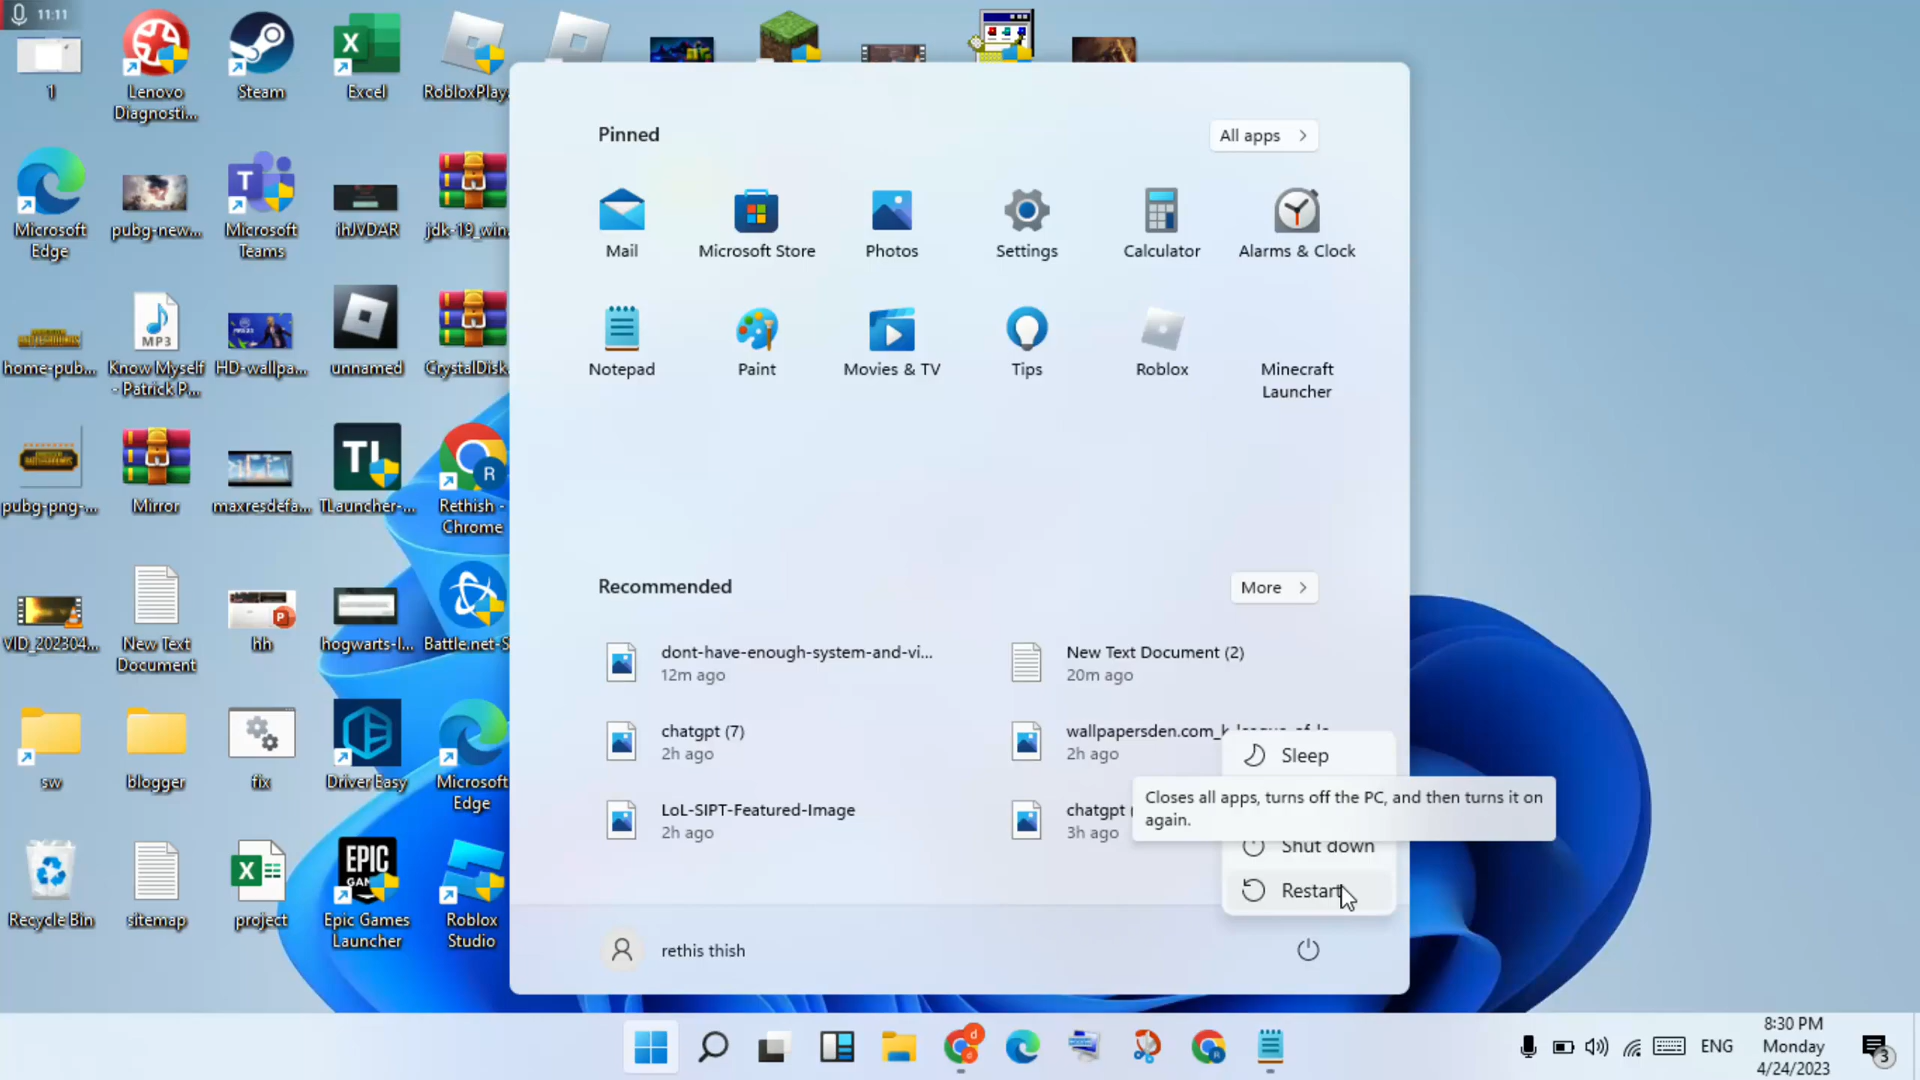 11:11
1
Lenovo
Diagnosti...
Steam
Excel
RobloxPlay.
Microsoft
Edge
pubg-new...
Microsoft
Teams
ihJVDAR
jdk-19_win
home-pub...
Know Myself
- Patrick P...
HD-wallpa...
unnamed
CrystalDisk
pubg-png-...
Mirror
maxresdefa...
TLauncher-...
Rethish -
Chrome
VID_202304...
New Text
Document
hh
hogwarts-l...
Battle.net-S
sw
blogger
fix
Driver Easy
Microsoft
Edge
Recycle Bin
sitemap
project
Epic Games
Launcher
Roblox
Studio
MP3
TL
R
EPIC
GAM
Pinned
All apps
Mail
Microsoft Store
Photos
Settings
Calculator
Alarms & Clock
Notepad
Paint
Movies & TV
Tips
Roblox
Minecraft
Launcher
Recommended
More
dont-have-enough-system-and-vi...
12m ago
New Text Document (2)
20m ago
chatgpt (7)
2h ago
2h ago
LoL-SIPT-Featured-Image
2h ago
chatgpt (
3h ago
Sleep
Closes all apps, turns off the PC, and then turns it on
again.
Shut down
Restart
rethis thish
ENG
8:30 PM
Monday
4/24/2023
3